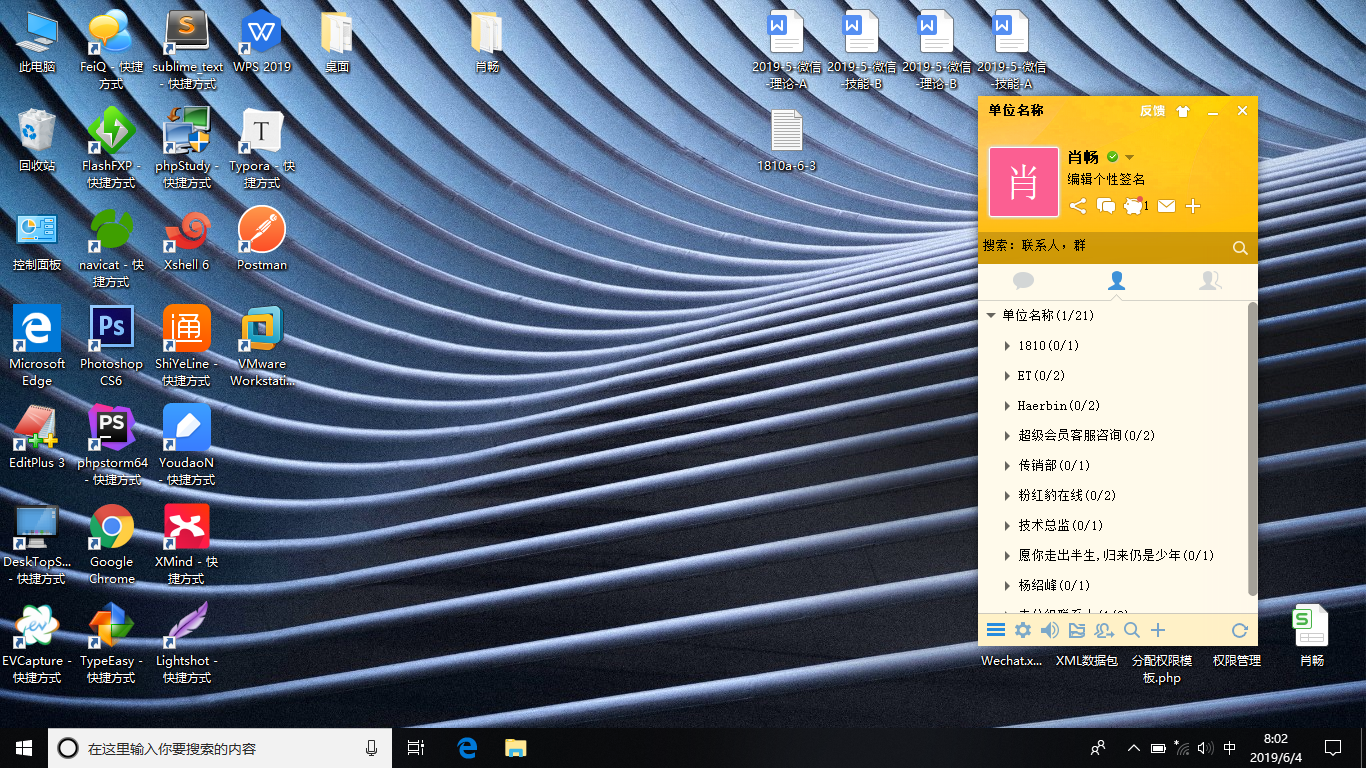 此电脑
FeiQ - 快捷
方式
sublime_text
- 快捷方式
WPS 2019
桌面
肖畅
2019-5-微信
-理论-A
2019-5-微信
-技能-B
2019-5-微信
-理论-B
2019-5-微信
-技能-A
回收站
FlashFXP -
快捷方式
phpStudy -
快捷方式
T
Typora - 快
捷方式
1810a-6-3
控制面板
navicat - 快
捷方式
Xshell 6
Postman
Microsoft
Edge
Ps
Photoshop
CS6
通
ShiYeLine -
快捷方式
VMware
Workstati...
EditPlus 3
PS
phpstorm64
- 快捷方式
YoudaoN
- 快捷方式
DeskTopS...
- 快捷方式
Google
Chrome
XMind - 快
捷方式
EVCapture -
快捷方式
TypeEasy -
快捷方式
Lightshot -
快捷方式
单位名称
反馈
肖
肖畅
编辑个性签名
1
搜索: 联系人, 群
单位名称(1/21)
1810(0/1)
ET(0/2)
Haerbin(0/2)
超级会员客服咨询(0/2)
传销部(0/1)
粉红豹在线(0/2)
技术总监(0/1)
愿你走出半生,归来仍是少年(0/1)
杨绍峰(0/1)
Wechat.x...
XML数据包
分配权限模
板.php
权限管理
肖畅
在这里输入你要搜索的内容
中
8:02
2019/6/4